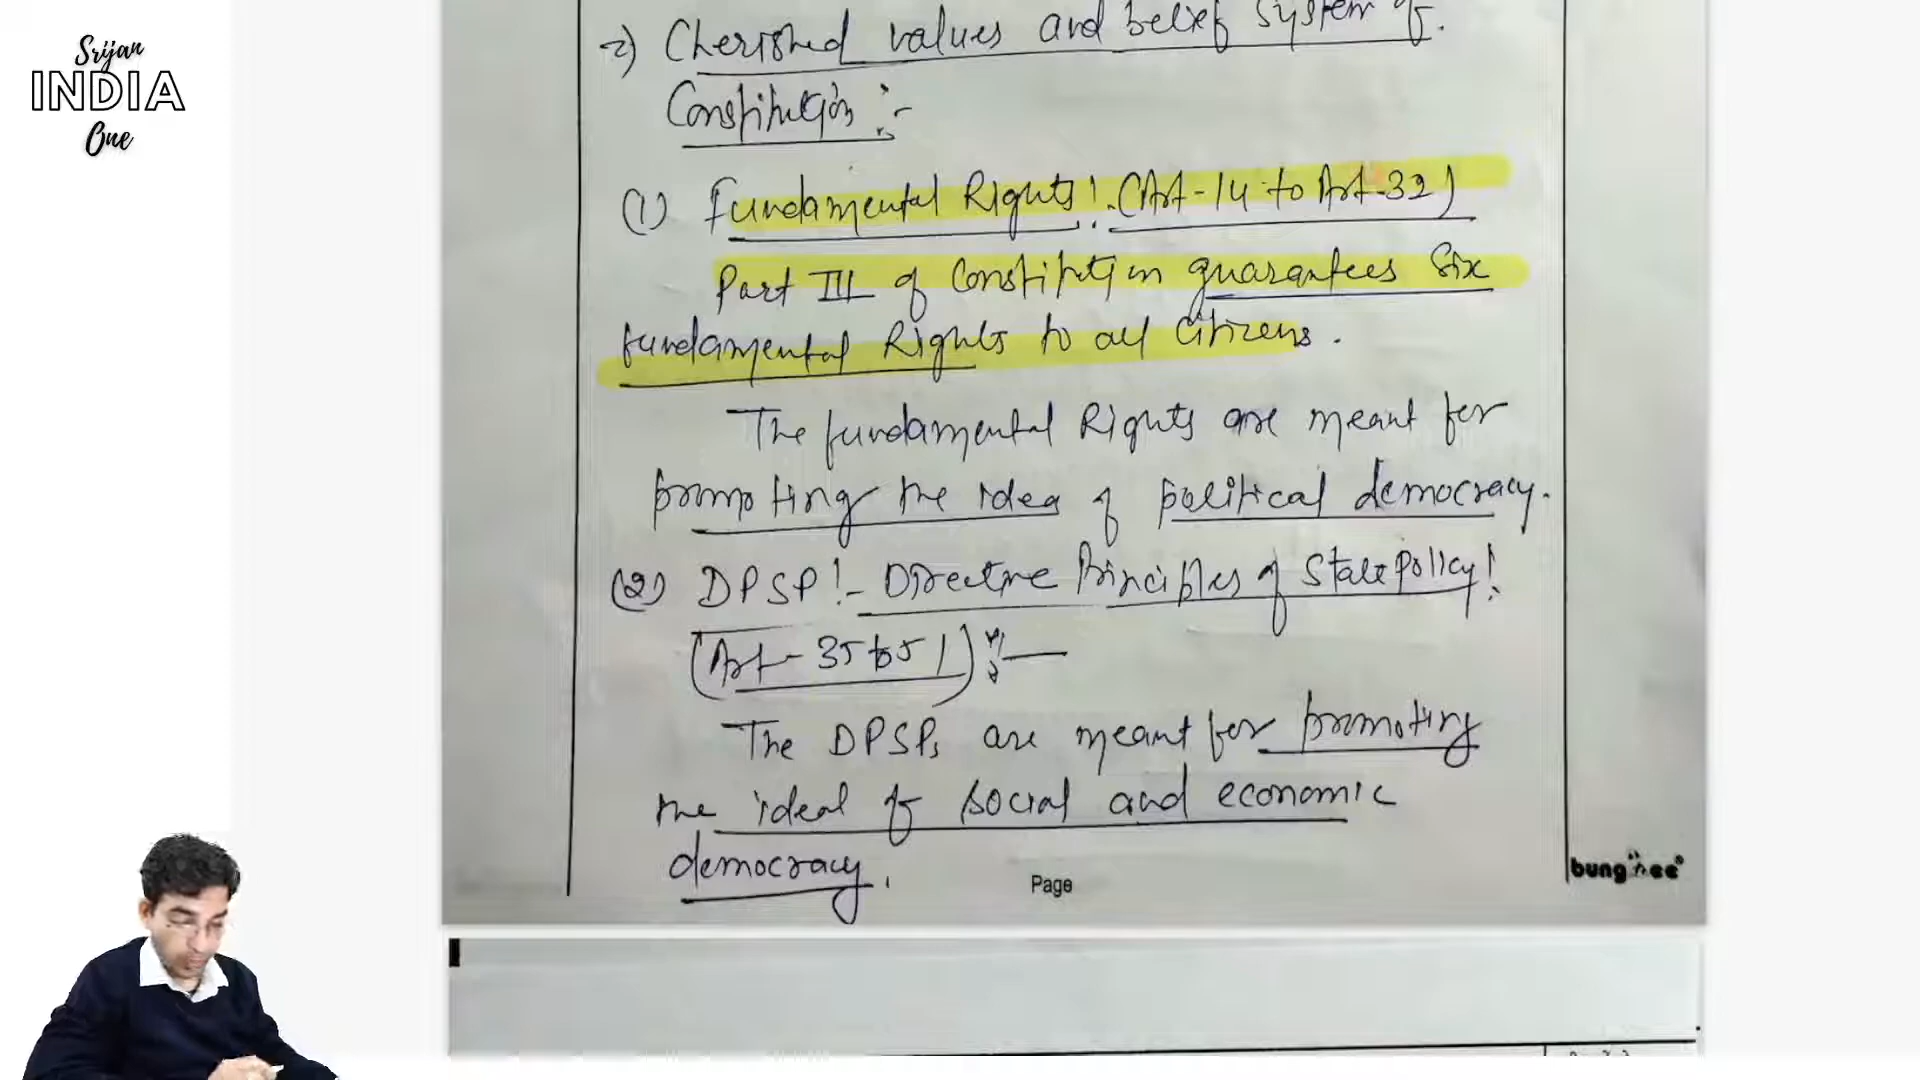 Srijan
INDIA
One
2) Cherished values and belief system of
Constitution :-
(1) Fundamental Rights :- (Art-14 to Art-32)
Part III of Constitution guarantees Six
fundamental Rights to all Citizens.
The fundamental Rights are meant for
promoting the idea of political democracy.
(2) DPSP :- Directive Principles of State policy :
(Art- 35 to 51) :-
The DPSPs are meant for promoting
the ideal of social and economic
democracy.
Page
bungee